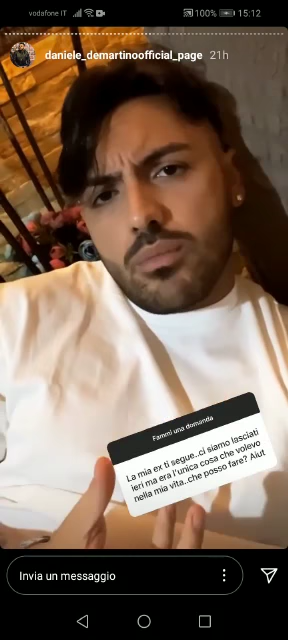 vodafone IT 100% 15:12
daniele_demartinoofficial_page 21h
Fammi una domanda
La mia ex ti segue..ci siamo lasciati
ieri ma era l'unica cosa che volevo
nella mia vita..che posso fare? Aiut
Invia un messaggio